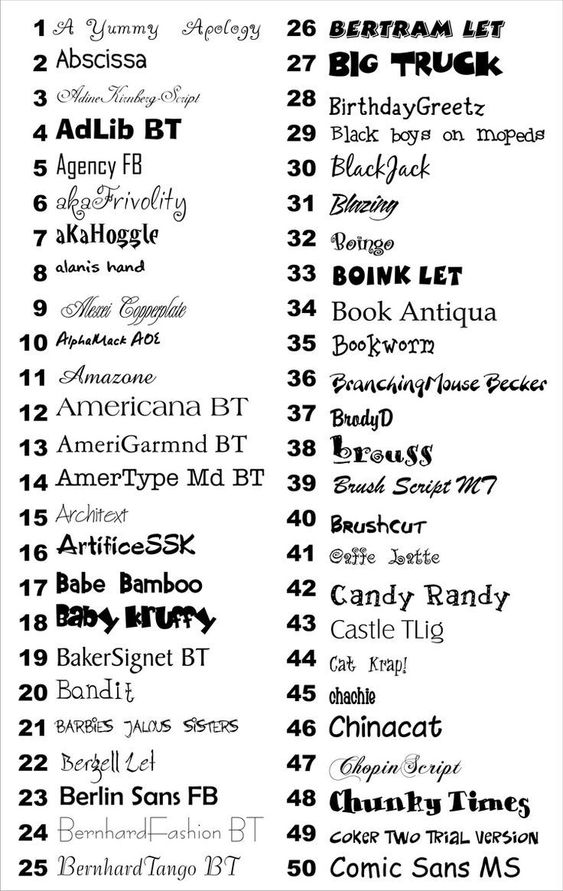 1 A Yummy Apology
2 Abscissa
3 AdineKirnberg-Script
4 AdLib BT
5 Agency FB
6 akaFrivolity
7 aKaHoggle
8 alanis hand
9 Alexei Copperplate
10 AlphaMack AOE
11 Amazone
12 Americana BT
13 AmeriGarmnd BT
14 AmerType Md BT
15 Architext
16 ArtificeSSK
17 Babe Bamboo
18 Baby kruffy
19 BakerSignet BT
20 Bandit
21 BARBIES JALOUS SISTERS
22 Bergell Let
23 Berlin Sans FB
24 BernhardFashion BT
25 BernhardTango BT
26 BERTRAM LET
27 BIG TRUCK
28 BirthdayGreetz
29 Black boys on mopeds
30 BlackJack
31 Blazing
32 Boingo
33 BOINK LET
34 Book Antiqua
35 Bookworm
36 BranchingMouse Becker
37 BrodyD
38 brouss
39 Brush Script MT
40 BRUSHCUT
41 Caffe Latte
42 Candy Randy
43 Castle TLig
44 Cat Krap!
45 chachie
46 Chinacat
47 ChopinScript
48 Chunky Times
49 COKER TWO TRIAL VERSION
50 Comic Sans MS